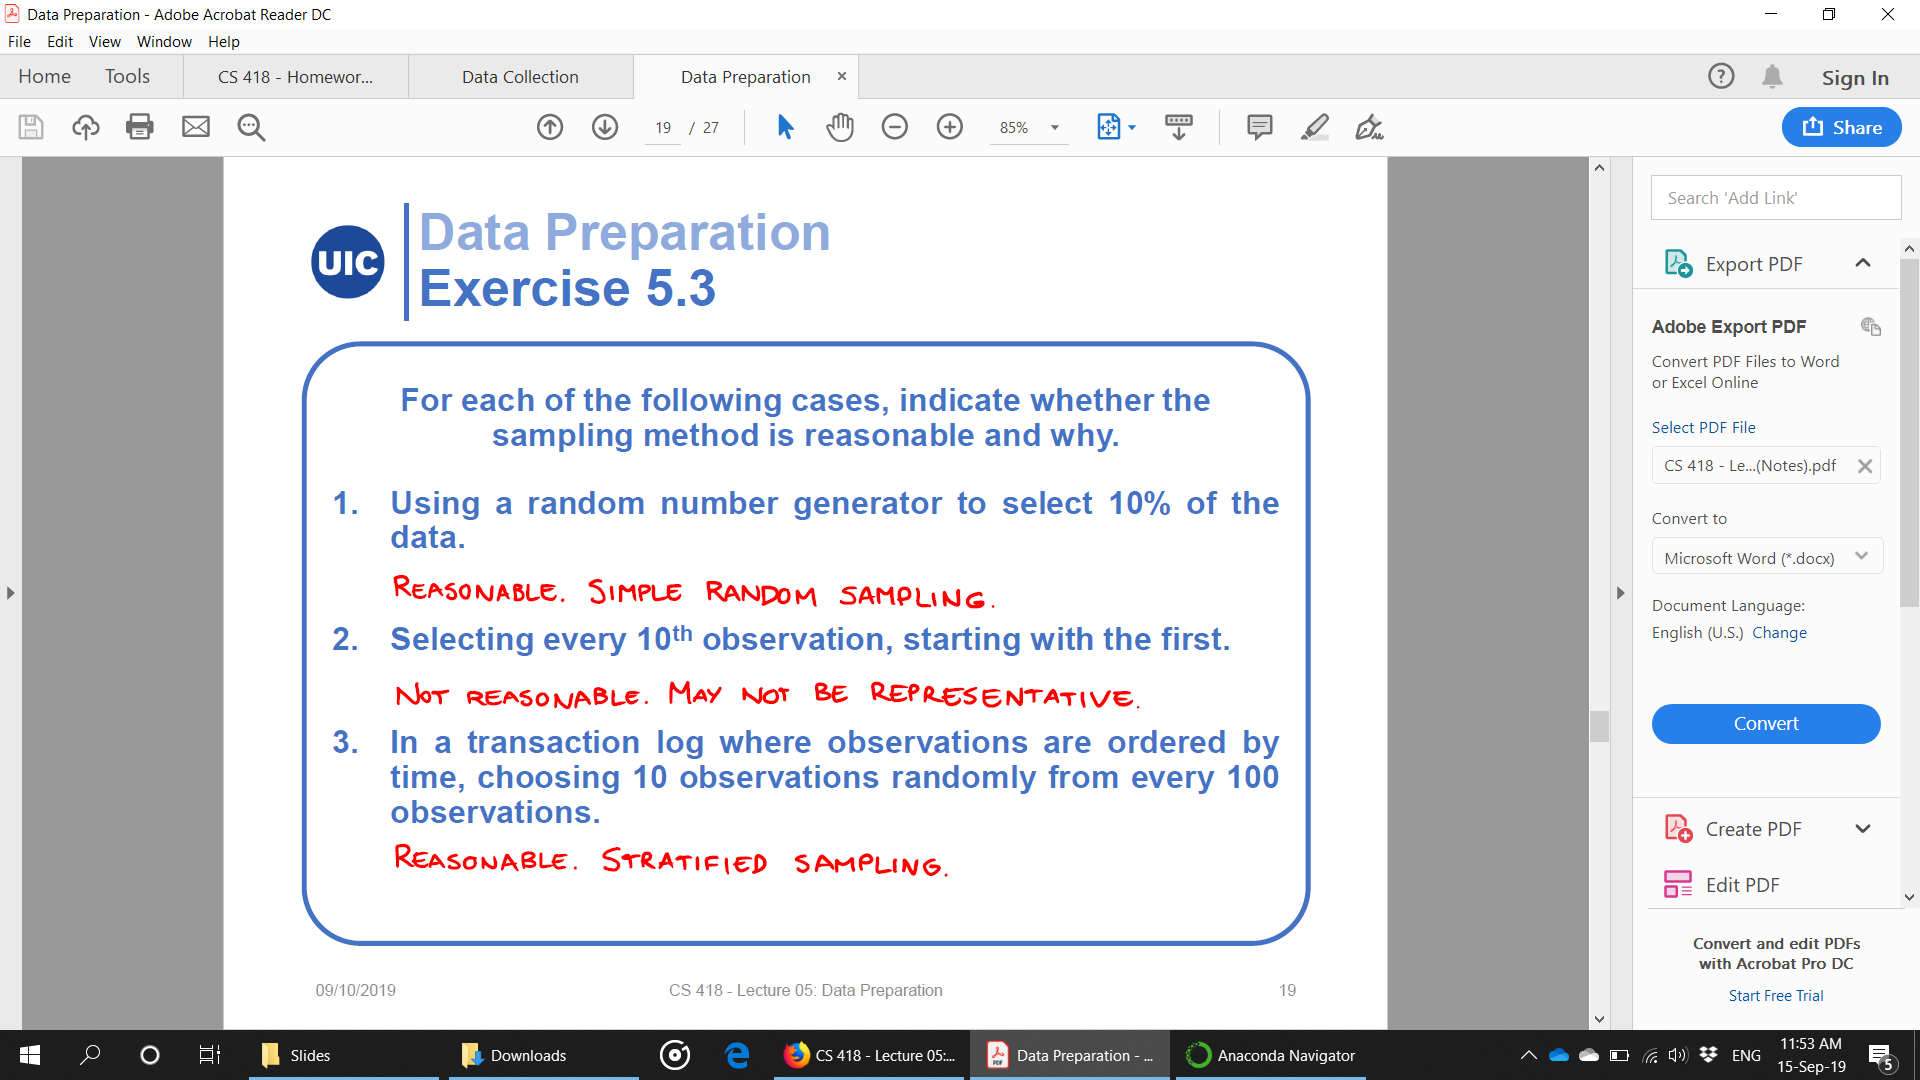 Data Preparation - Adobe Acrobat Reader DC
File Edit View Window Help
Home Tools CS 418 - Homewor... Data Collection Data Preparation × ? Sign In
19 / 27 85% Share
UIC
Data Preparation
Exercise 5.3
For each of the following cases, indicate whether the
sampling method is reasonable and why.
1. Using a random number generator to select 10% of the
data.
REASONABLE. SIMPLE RANDOM SAMPLING.
2. Selecting every 10th observation, starting with the first.
NOT REASONABLE. MAY NOT BE REPRESENTATIVE.
3. In a transaction log where observations are ordered by
time, choosing 10 observations randomly from every 100
observations.
REASONABLE. STRATIFIED SAMPLING.
09/10/2019 CS 418 - Lecture 05: Data Preparation 19
Search 'Add Link'
Export PDF
Adobe Export PDF
Convert PDF Files to Word
or Excel Online
Select PDF File
CS 418 - Le...(Notes).pdf
Convert to
Microsoft Word (*.docx)
Document Language:
English (U.S.) Change
Convert
Create PDF
Edit PDF
Convert and edit PDFs
with Acrobat Pro DC
Start Free Trial
Slides Downloads CS 418 - Lecture 05:... Data Preparation - ... Anaconda Navigator ENG 11:53 AM
15-Sep-19 5